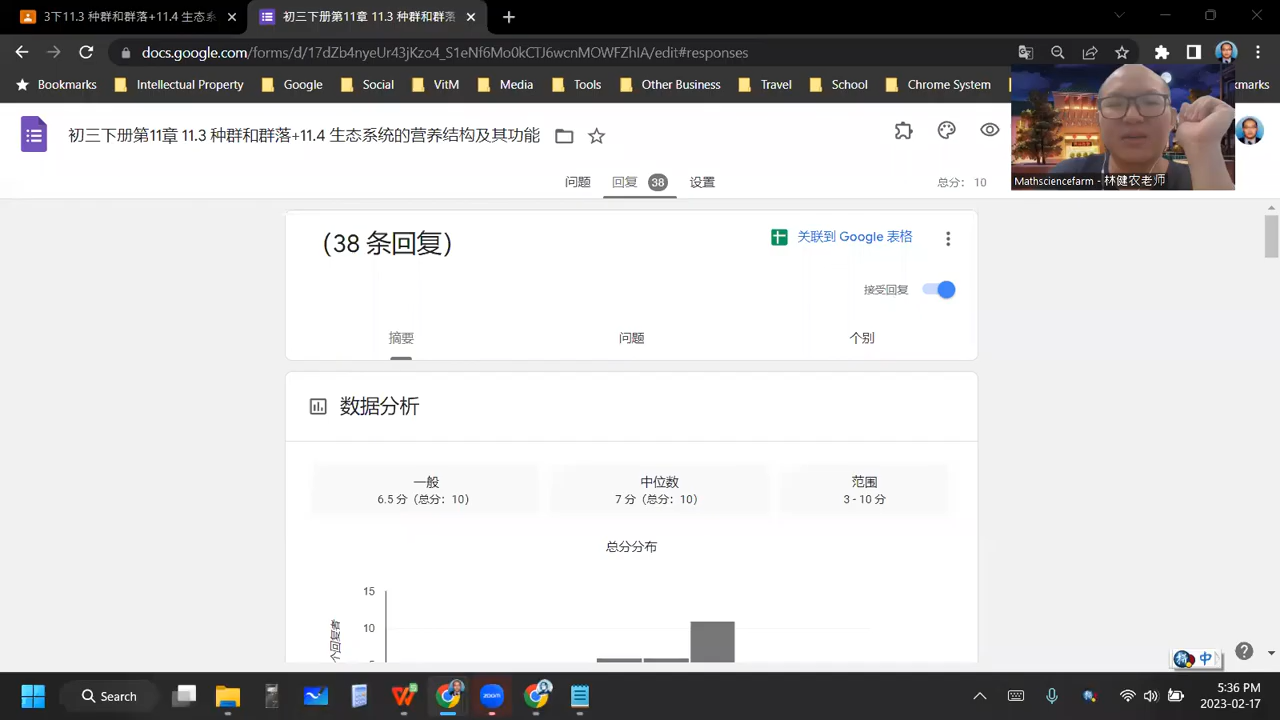 3下11.3 种群和群落+11.4 生态系
初三下册第11章 11.3 种群和群落
docs.google.com/forms/d/17dZb4nyeUr43jKzo4_S1eNf6Mo0kCTJ6wcnMOWFZhIA/edit#responses
Bookmarks
Intellectual Property
Google
Social
VitM
Media
Tools
Other Business
Travel
School
Chrome System
初三下册第11章 11.3 种群和群落+11.4 生态系统的营养结构及其功能
Mathsciencefarm - 林健农老师
问题
回复 38
设置
总分: 10
(38 条回复)
关联到 Google 表格
接受回复
摘要
问题
个别
数据分析
一般
6.5 分（总分：10）
中位数
7 分（总分：10）
范围
3 - 10 分
总分分布
15
10
个回复者
中
Search
zoom
5:36 PM
2023-02-17